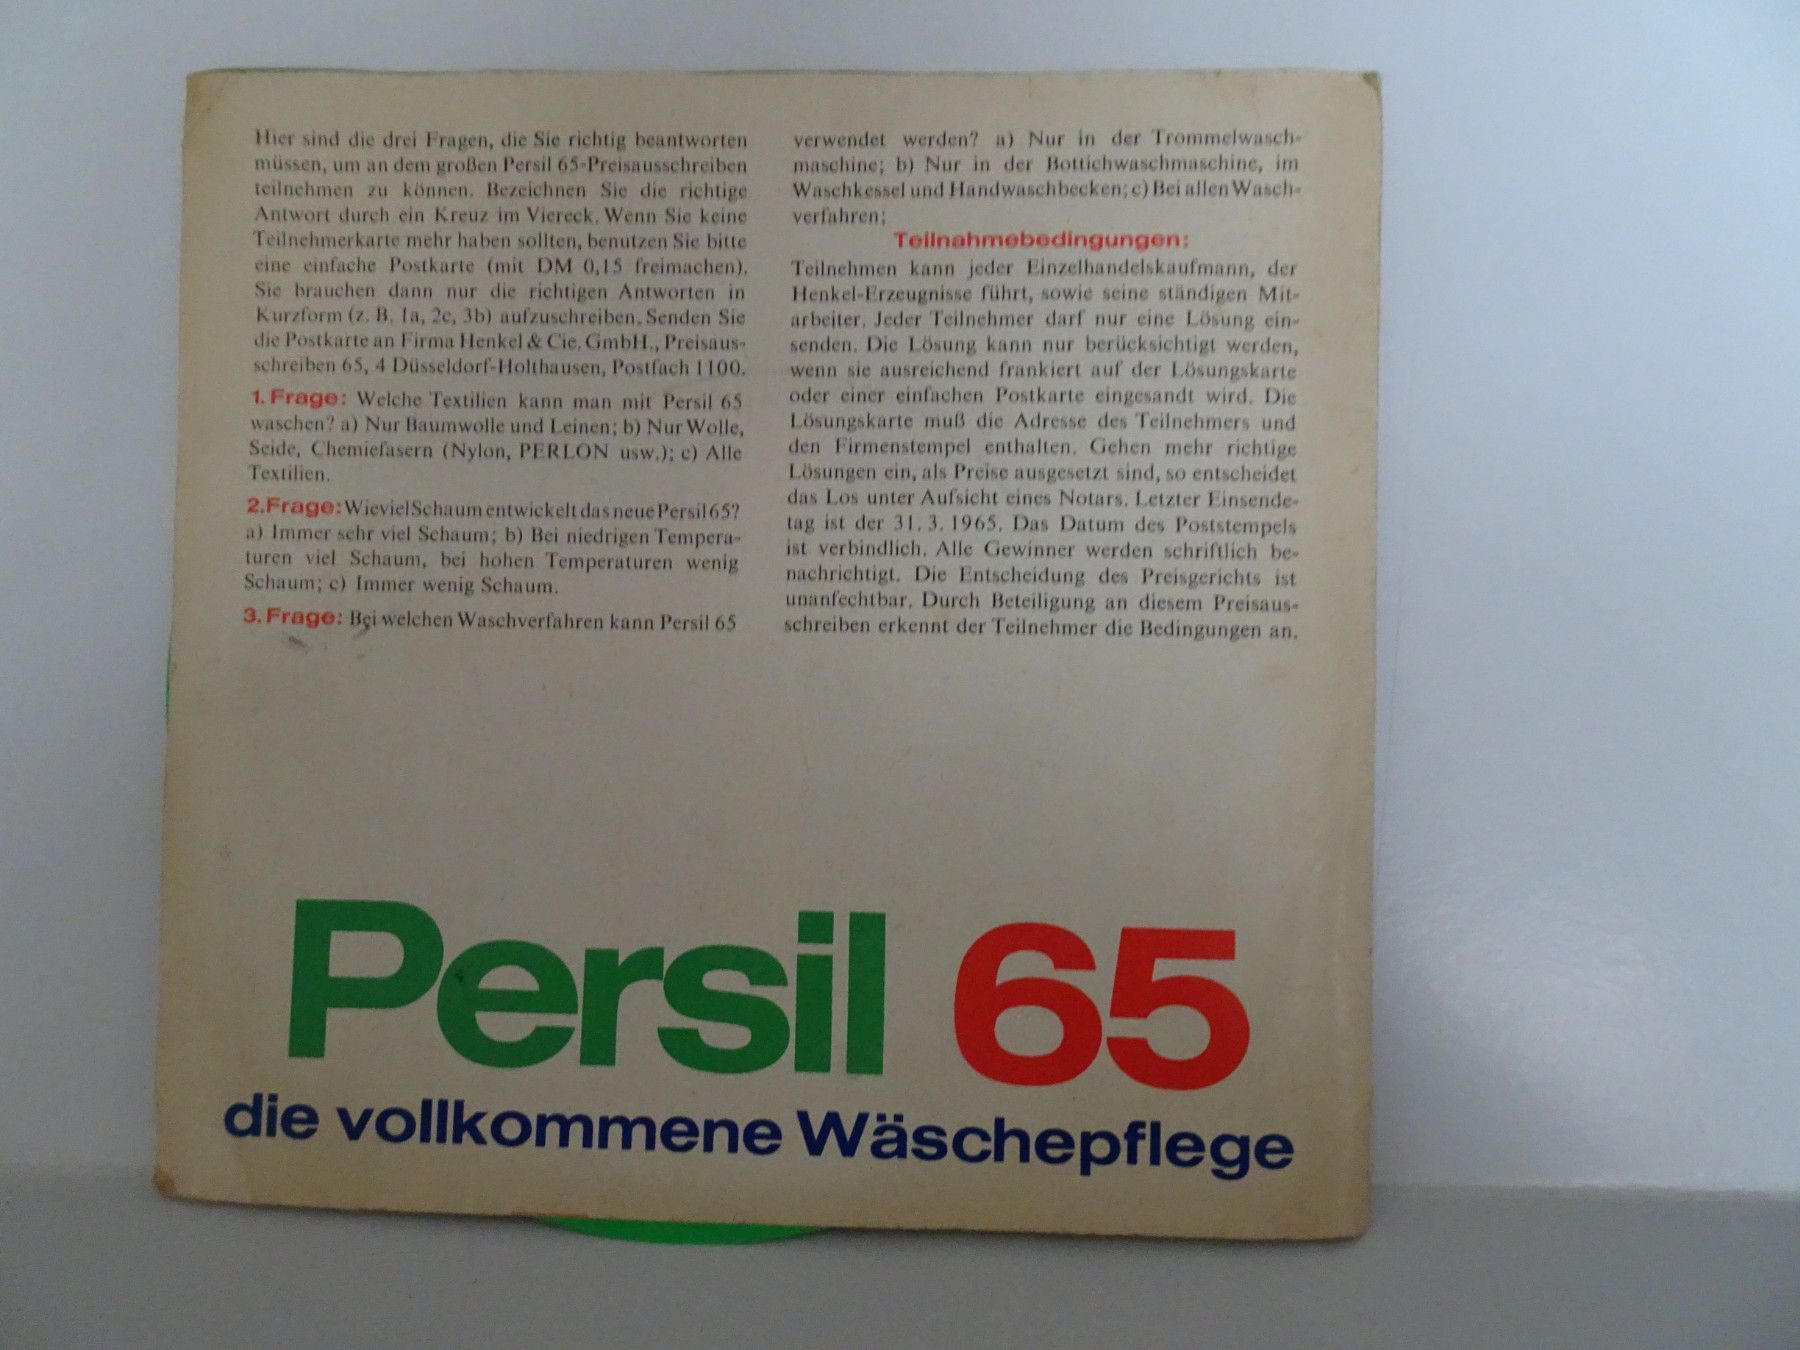 Hier sind die drei Fragen, die Sie richtig beantworten
müssen, um an dem großen Persil 65-Preisausschreiben
teilnehmen zu können. Bezeichnen Sie die richtige
Antwort durch ein Kreuz im Viereck. Wenn Sie keine
Teilnehmerkarte mehr haben sollten, benutzen Sie bitte
eine einfache Postkarte (mit DM 0,15 freimachen).
Sie brauchen dann nur die richtigen Antworten in
Kurzform (z. B. 1a, 2c, 3b) aufzuschreiben. Senden Sie
die Postkarte an Firma Henkel & Cie. GmbH., Preisaus-
schreiben 65, 4 Düsseldorf-Holthausen, Postfach 1100.
1. Frage: Welche Textilien kann man mit Persil 65
waschen? a) Nur Baumwolle und Leinen; b) Nur Wolle,
Seide, Chemiefasern (Nylon, PERLON usw.); c) Alle
Textilien.
2. Frage: Wieviel Schaum entwickelt das neue Persil 65?
a) Immer sehr viel Schaum; b) Bei niedrigen Tempera-
turen viel Schaum, bei hohen Temperaturen wenig
Schaum; c) Immer wenig Schaum.
3. Frage: Bei welchen Waschverfahren kann Persil 65
verwendet werden? a) Nur in der Trommelwasch-
maschine; b) Nur in der Bottichwaschmaschine, im
Waschkessel und Handwaschbecken; c) Bei allen Wasch-
verfahren;
Teilnahmebedingungen:
Teilnehmen kann jeder Einzelhandelskaufmann, der
Henkel-Erzeugnisse führt, sowie seine ständigen Mit-
arbeiter. Jeder Teilnehmer darf nur eine Lösung ein-
senden. Die Lösung kann nur berücksichtigt werden,
wenn sie ausreichend frankiert auf der Lösungskarte
oder einer einfachen Postkarte eingesandt wird. Die
Lösungskarte muß die Adresse des Teilnehmers und
den Firmenstempel enthalten. Gehen mehr richtige
Lösungen ein, als Preise ausgesetzt sind, so entscheidet
das Los unter Aufsicht eines Notars. Letzter Einsende-
tag ist der 31. 3. 1965. Das Datum des Poststempels
ist verbindlich. Alle Gewinner werden schriftlich be-
nachrichtigt. Die Entscheidung des Preisgerichts ist
unanfechtbar. Durch Beteiligung an diesem Preisaus-
schreiben erkennt der Teilnehmer die Bedingungen an.
Persil 65
die vollkommene Wäschepflege